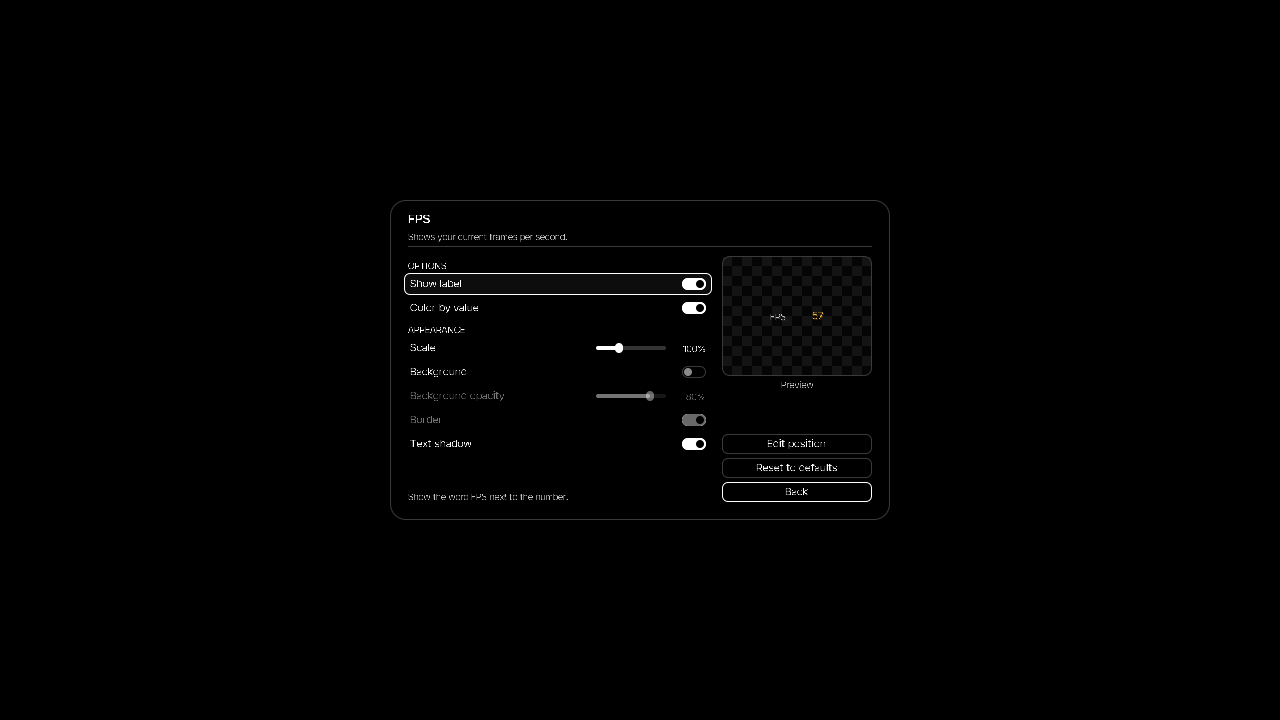 FPS
Shows your current frames per second.
OPTIONS
Show label
Color by value
APPEARANCE
Scale 100%
Background
Background opacity 80%
Border
Text shadow
Show the word FPS next to the number.
FPS 57
Preview
Edit position
Reset to defaults
Back